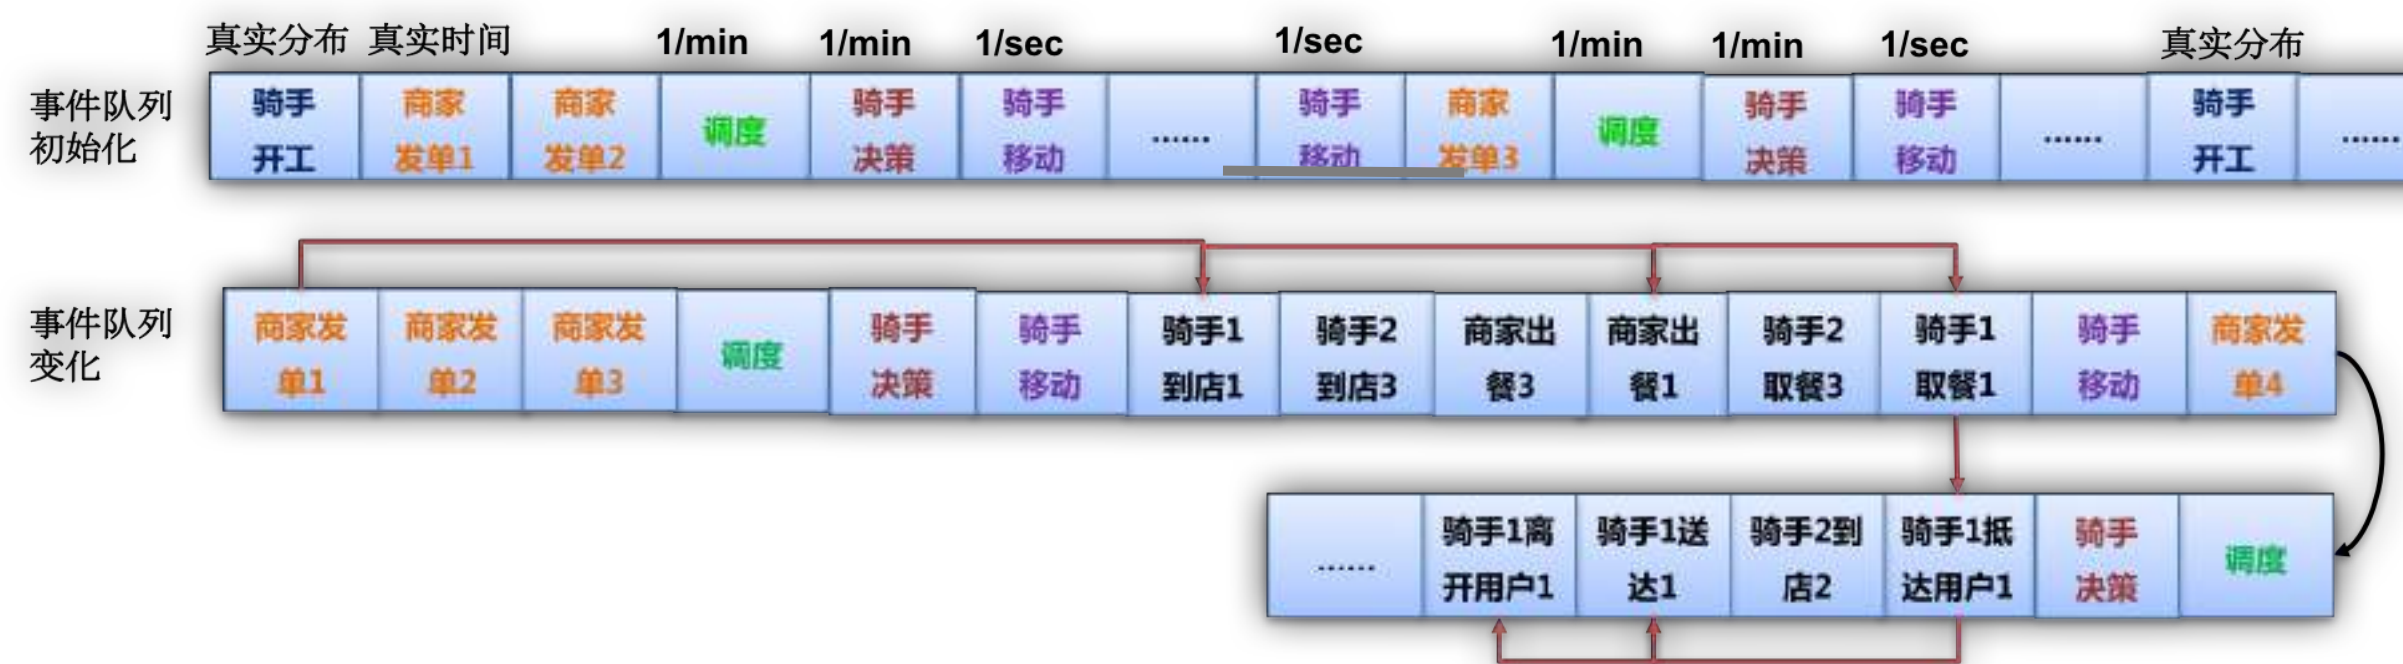 真实分布 真实时间 1/min 1/min 1/sec 1/sec 1/min 1/min 1/sec 真实分布
事件队列 骑手 商家 商家 调度 骑手 骑手 …… 骑手 商家 调度 骑手 骑手 …… 骑手 ……
初始化 开工 发单1 发单2 决策 移动 移动 发单3 决策 移动 开工
事件队列 商家发 商家发 商家发 调度 骑手 骑手 骑手1 骑手2 商家出 商家出 骑手2 骑手1 骑手 商家发
变化 单1 单2 单3 决策 移动 到店1 到店3 餐3 餐1 取餐3 取餐1 移动 单4
…… 骑手1离 骑手1送 骑手2到 骑手1抵 骑手 调度
开用户1 达1 店2 达用户1 决策